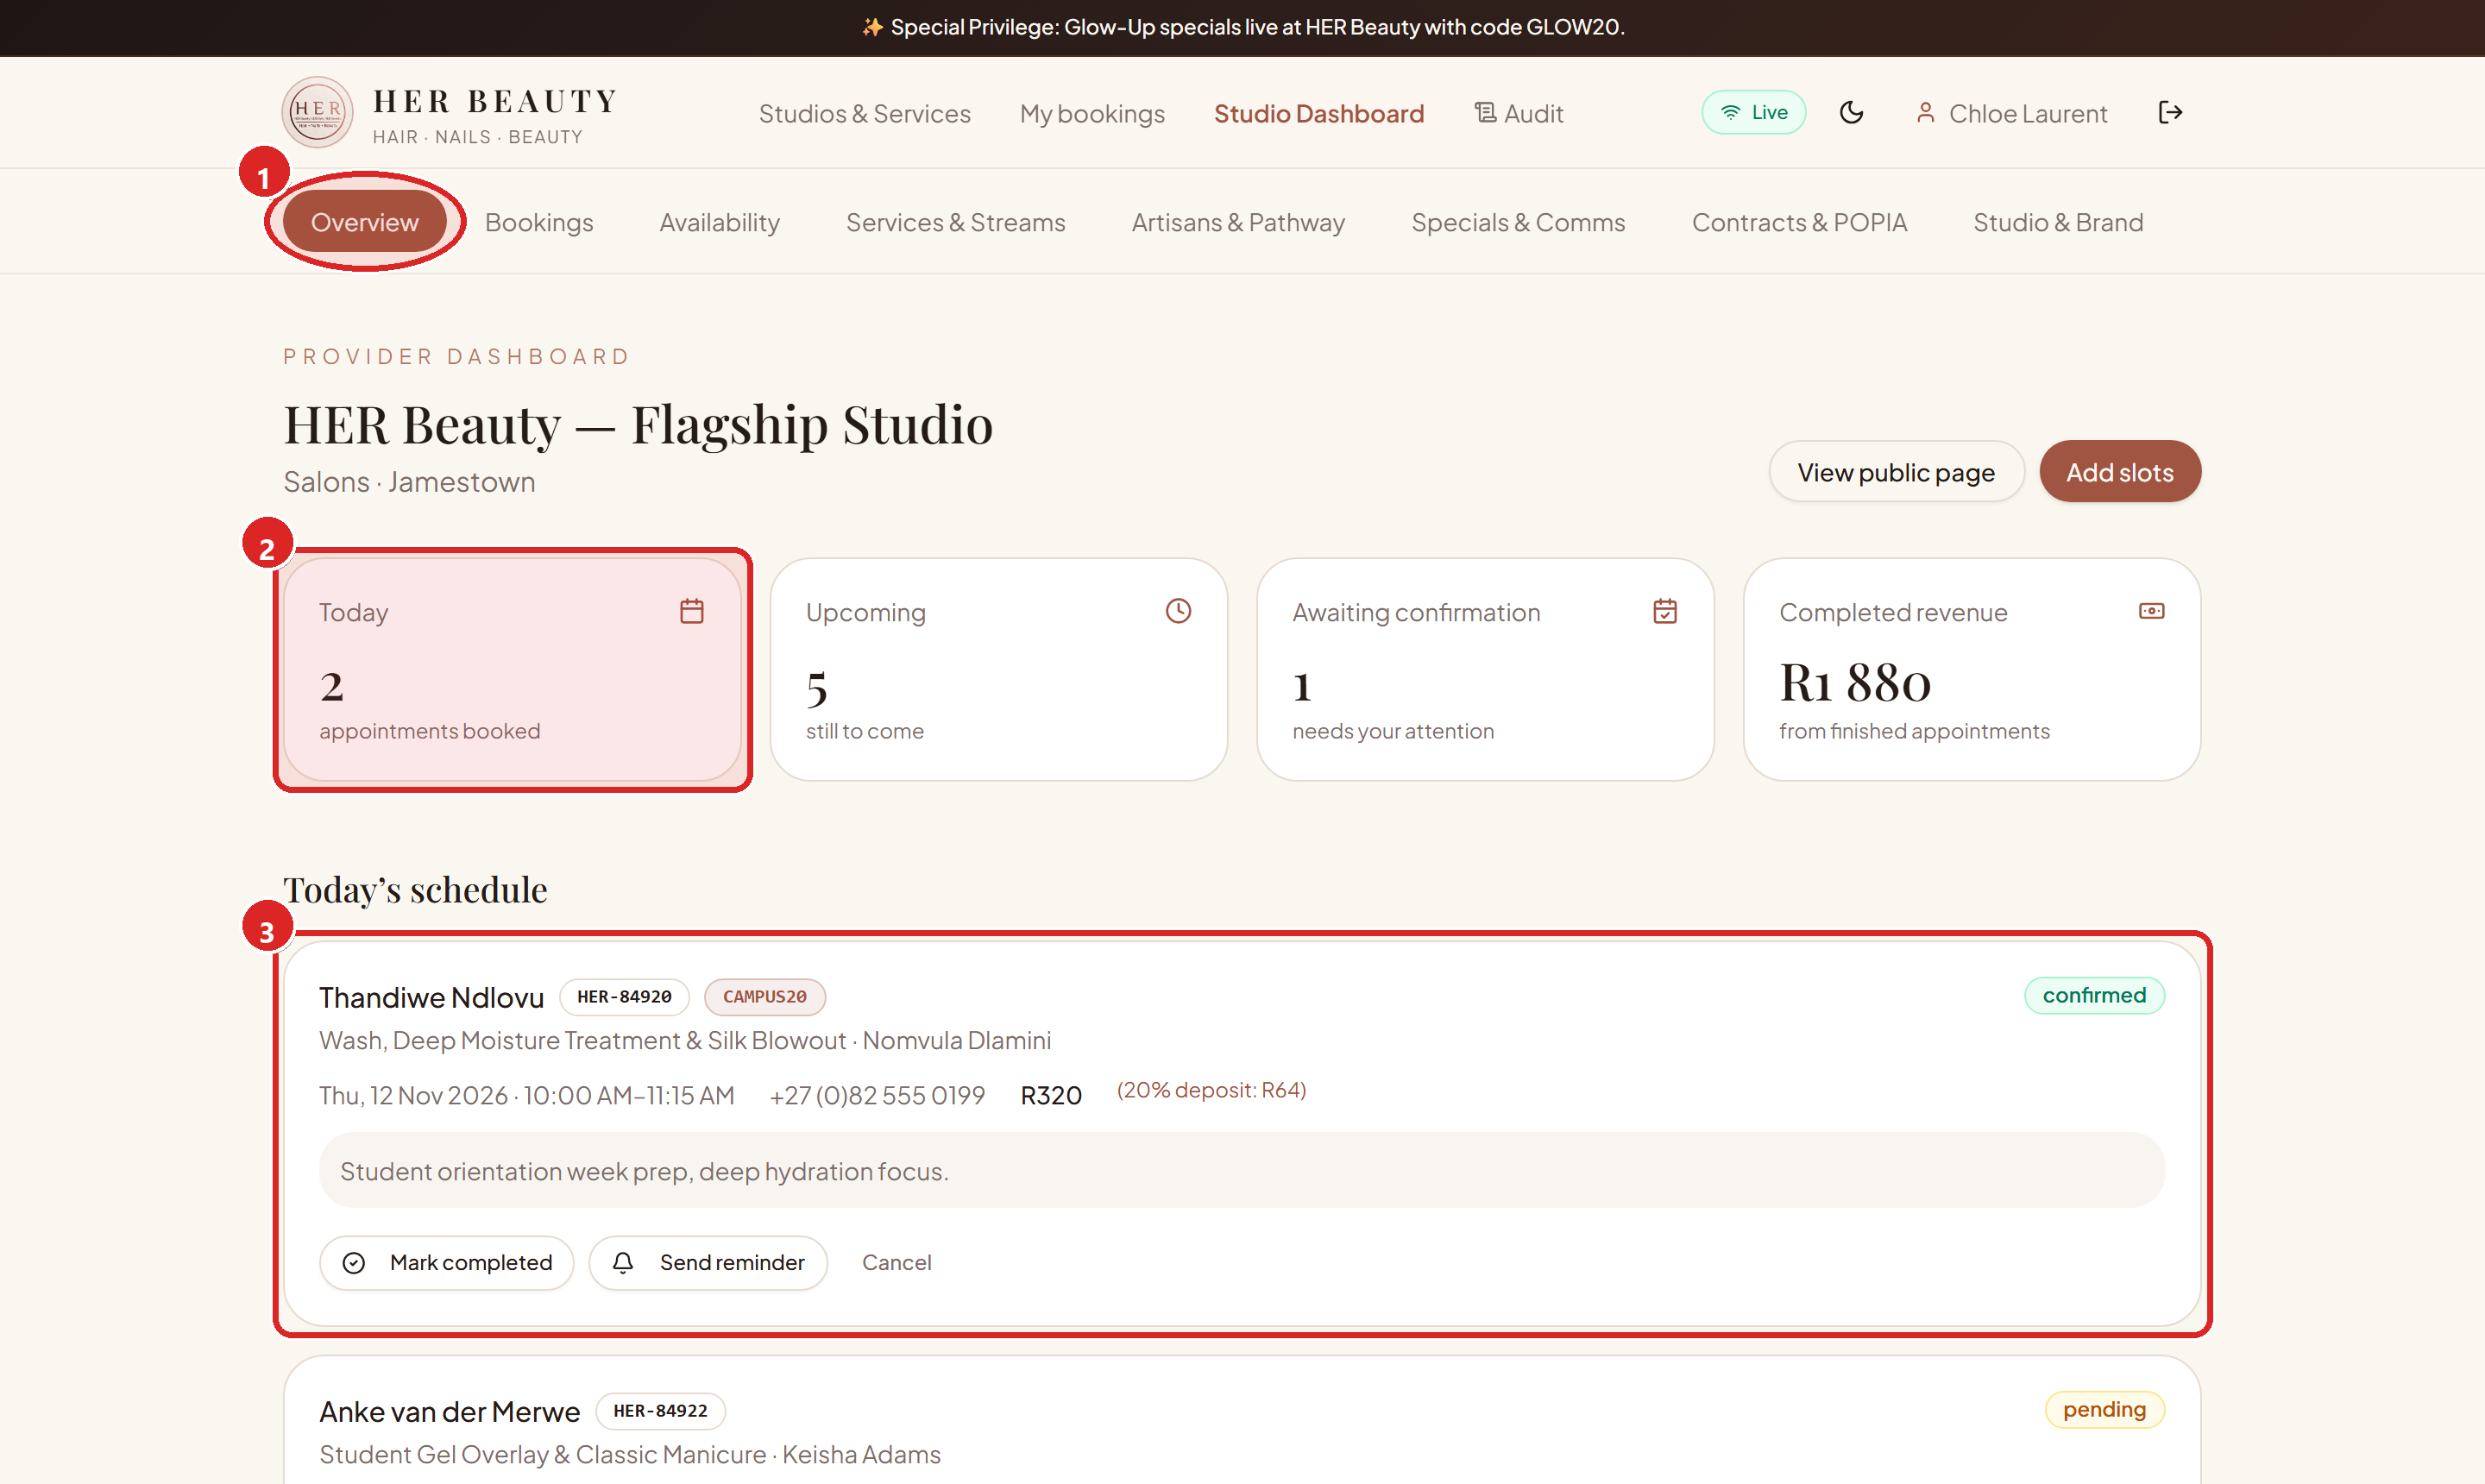 ✨ Special Privilege: Glow-Up specials live at HER Beauty with code GLOW20.
HER
HER BEAUTY
HAIR · NAILS · BEAUTY
Studios & Services
My bookings
Studio Dashboard
Audit
Live
Chloe Laurent
1
Overview
Bookings
Availability
Services & Streams
Artisans & Pathway
Specials & Comms
Contracts & POPIA
Studio & Brand
PROVIDER DASHBOARD
HER Beauty — Flagship Studio
Salons · Jamestown
View public page
Add slots
2
Today
2
appointments booked
Upcoming
5
still to come
Awaiting confirmation
1
needs your attention
Completed revenue
R1 880
from finished appointments
Today’s schedule
3
Thandiwe Ndlovu HER-84920 CAMPUS20 confirmed
Wash, Deep Moisture Treatment & Silk Blowout · Nomvula Dlamini
Thu, 12 Nov 2026 · 10:00 AM–11:15 AM +27 (0)82 555 0199 R320 (20% deposit: R64)
Student orientation week prep, deep hydration focus.
Mark completed Send reminder Cancel
Anke van der Merwe HER-84922 pending
Student Gel Overlay & Classic Manicure · Keisha Adams